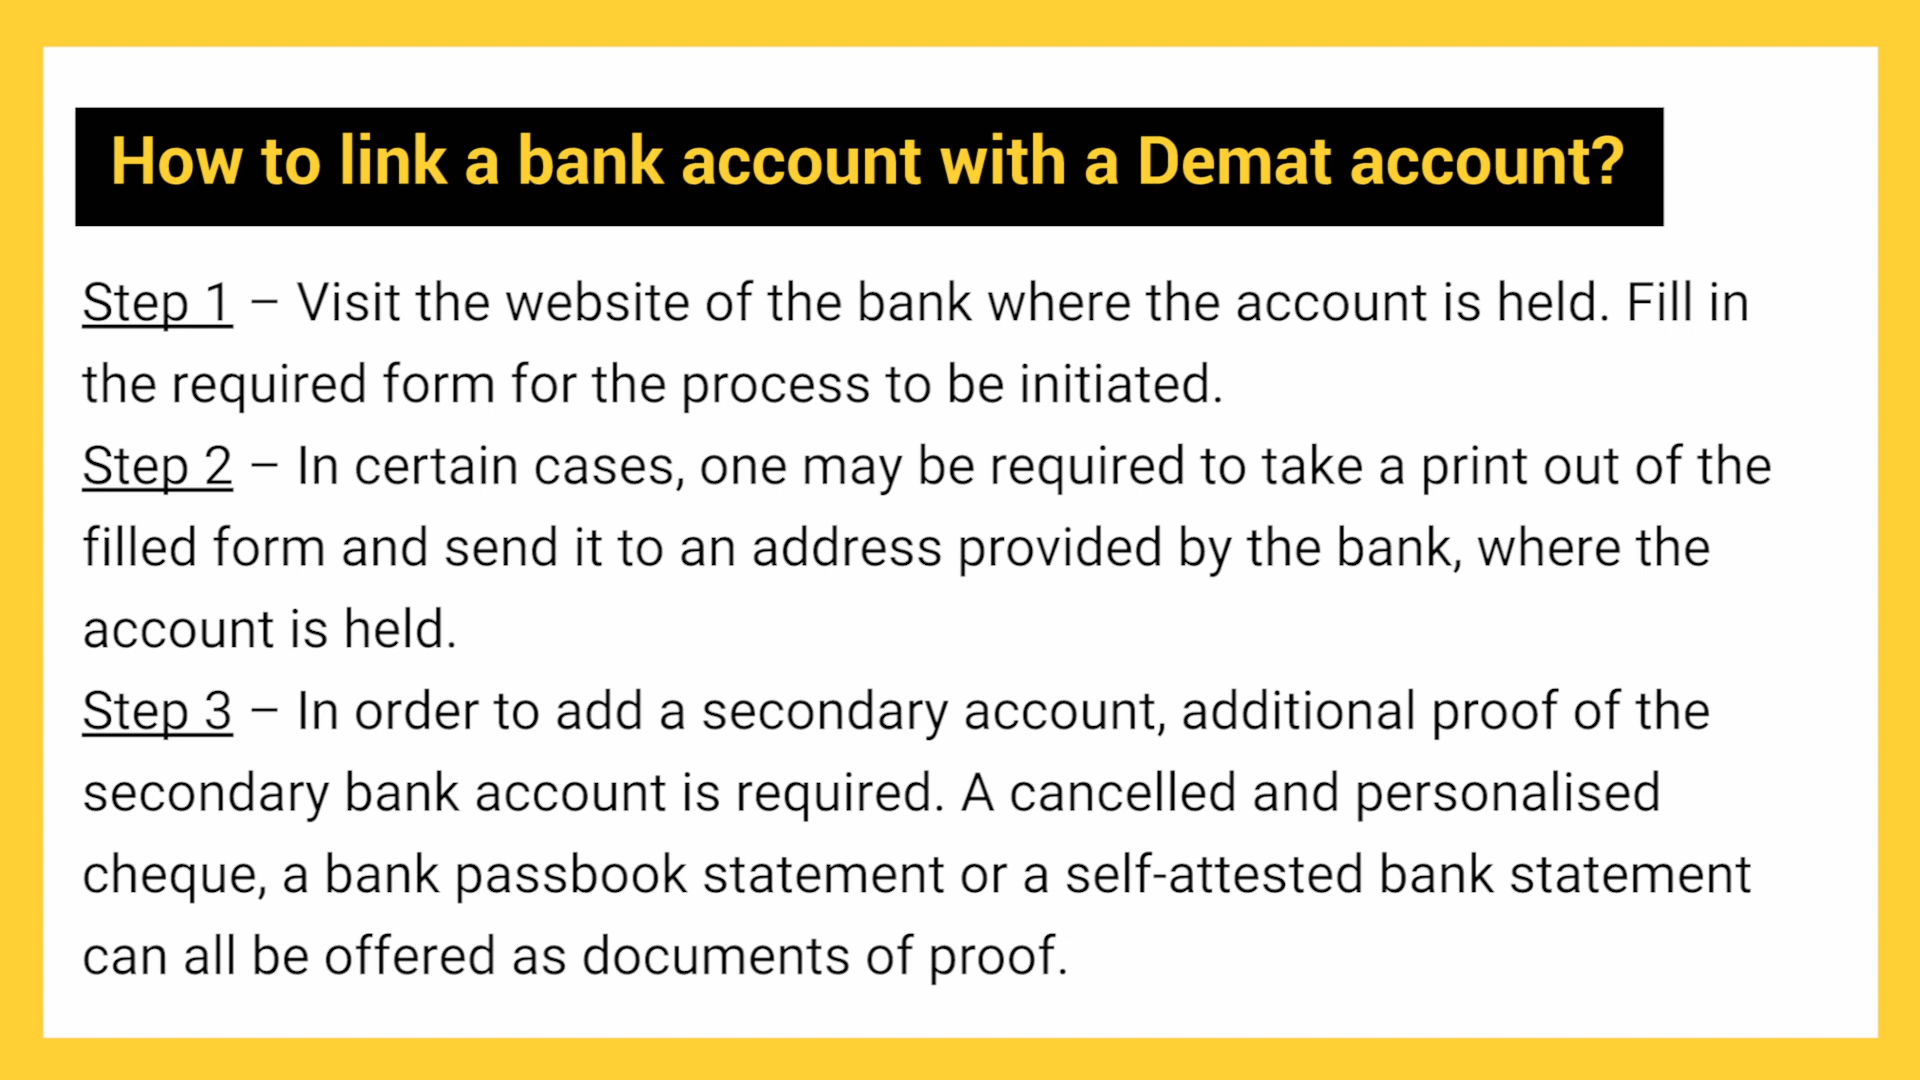 How to link a bank account with a Demat account?
Step 1 – Visit the website of the bank where the account is held. Fill in
the required form for the process to be initiated.
Step 2 – In certain cases, one may be required to take a print out of the
filled form and send it to an address provided by the bank, where the
account is held.
Step 3 – In order to add a secondary account, additional proof of the
secondary bank account is required. A cancelled and personalised
cheque, a bank passbook statement or a self-attested bank statement
can all be offered as documents of proof.